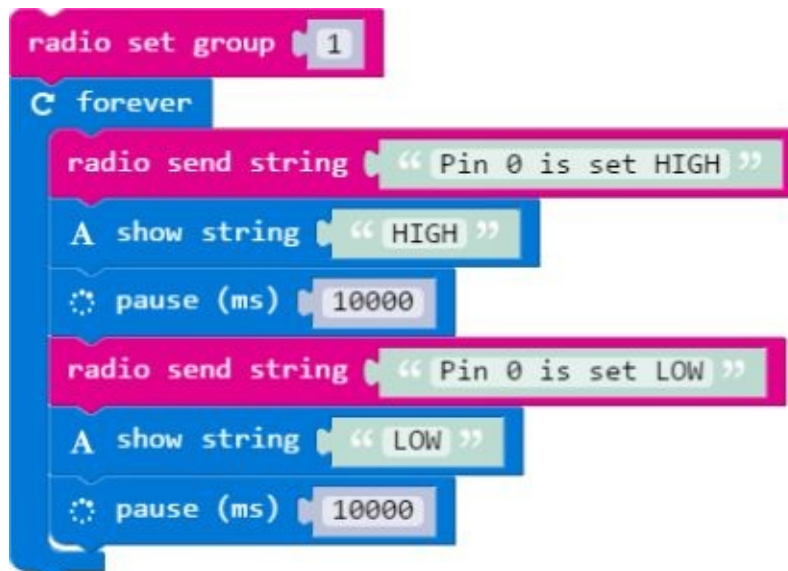 radio set group 1
forever
radio send string “ Pin 0 is set HIGH ”
A show string “ HIGH ”
pause (ms) 10000
radio send string “ Pin 0 is set LOW ”
A show string “ LOW ”
pause (ms) 10000